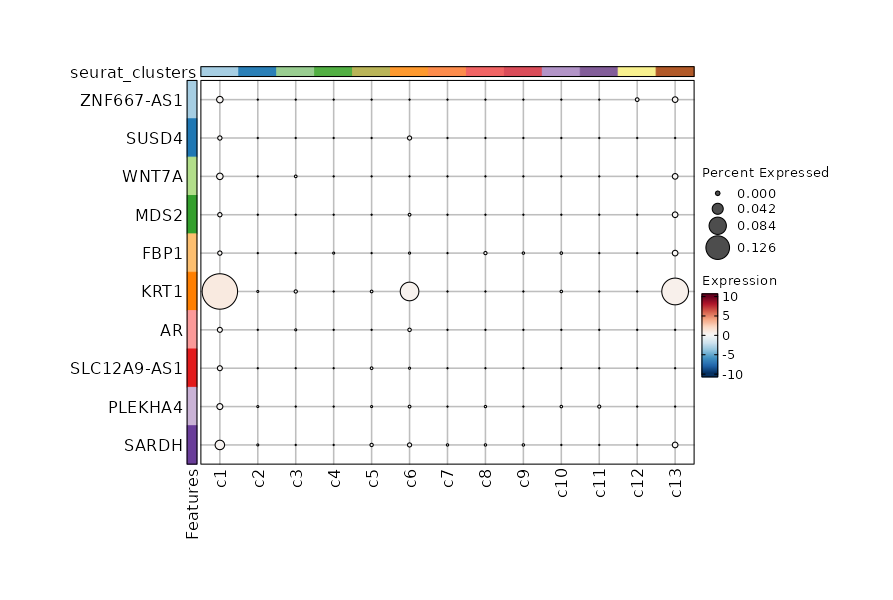 seurat_clusters
ZNF667-AS1
SUSD4
WNT7A
MDS2
FBP1
KRT1
AR
SLC12A9-AS1
PLEKHA4
SARDH
Features
c1 c2 c3 c4 c5 c6 c7 c8 c9 c10 c11 c12 c13
Percent Expressed
0.000
0.042
0.084
0.126
Expression
10
5
0
-5
-10